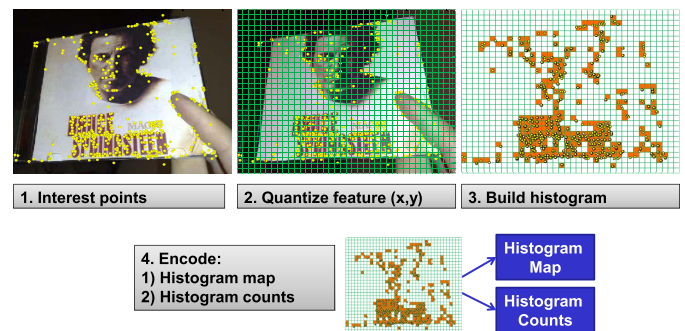 1. Interest points
2. Quantize feature (x,y)
3. Build histogram
4. Encode:
1) Histogram map
2) Histogram counts
Histogram
Map
Histogram
Counts